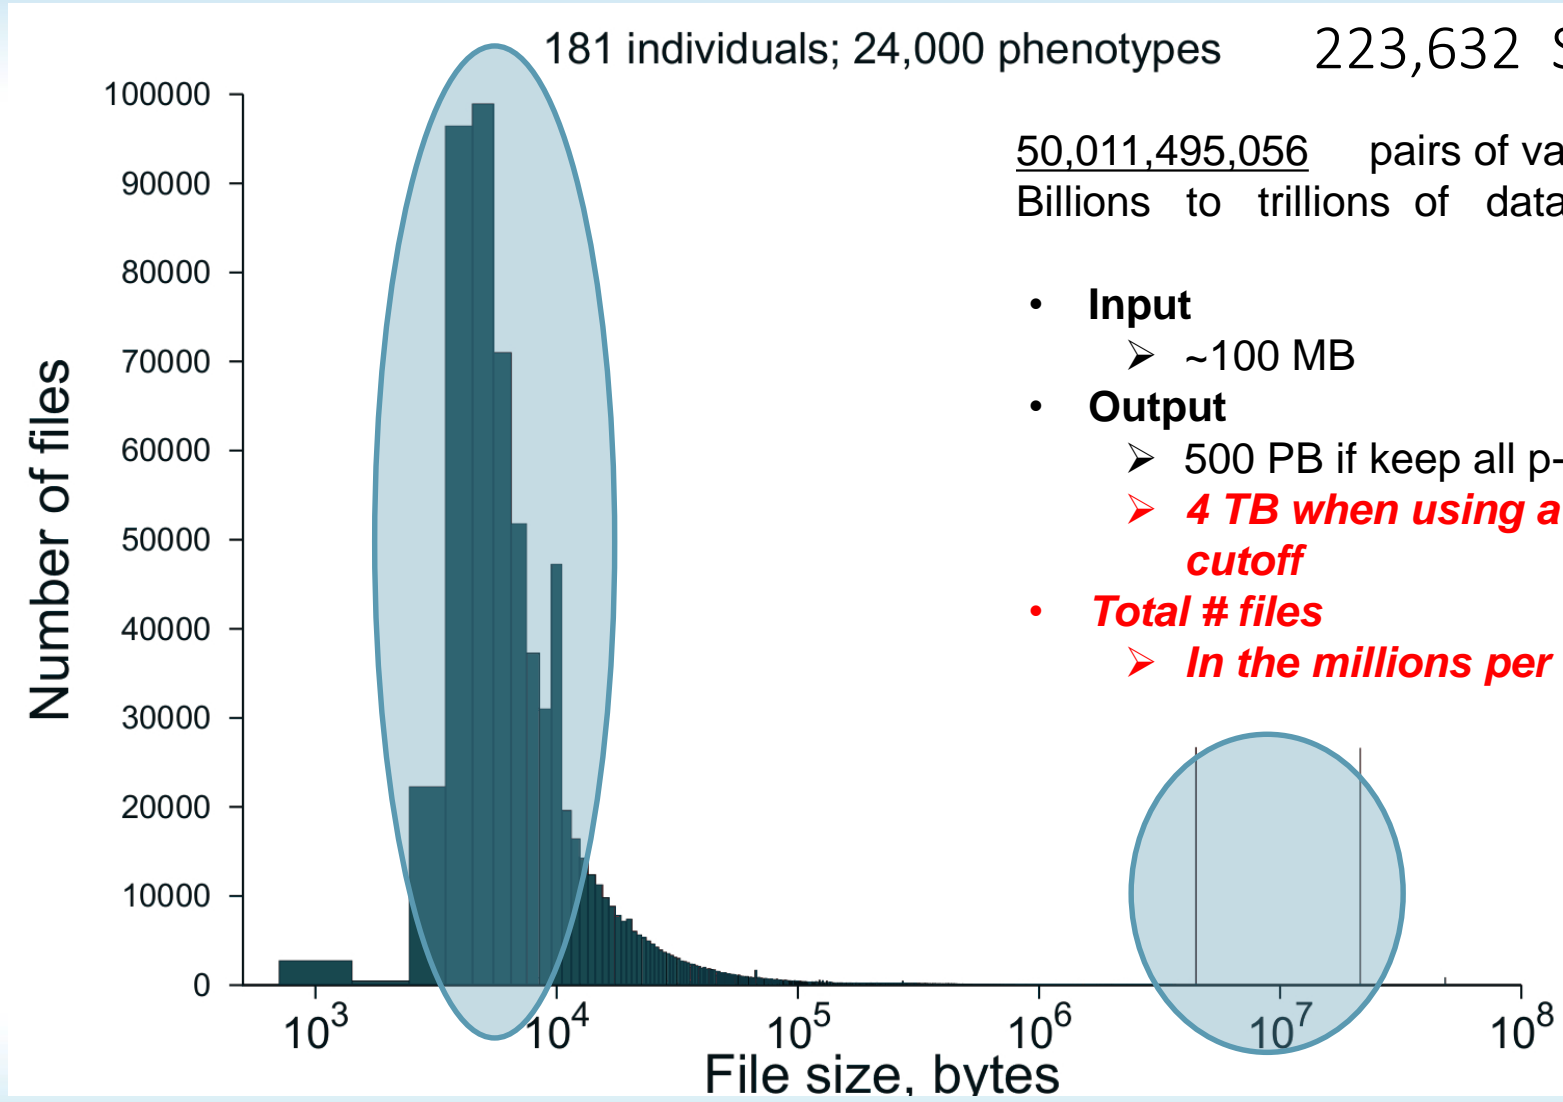 181 individuals; 24,000 phenotypes 223,632 S
50,011,495,056 pairs of va
Billions to trillions of data
• Input
➢ ~100 MB
• Output
➢ 500 PB if keep all p-
➢ 4 TB when using a
cutoff
• Total # files
➢ In the millions per
Number of files
100000
90000
80000
70000
60000
50000
40000
30000
20000
10000
0
10³ 10⁴ 10⁵ 10⁶ 10⁷ 10⁸
File size, bytes